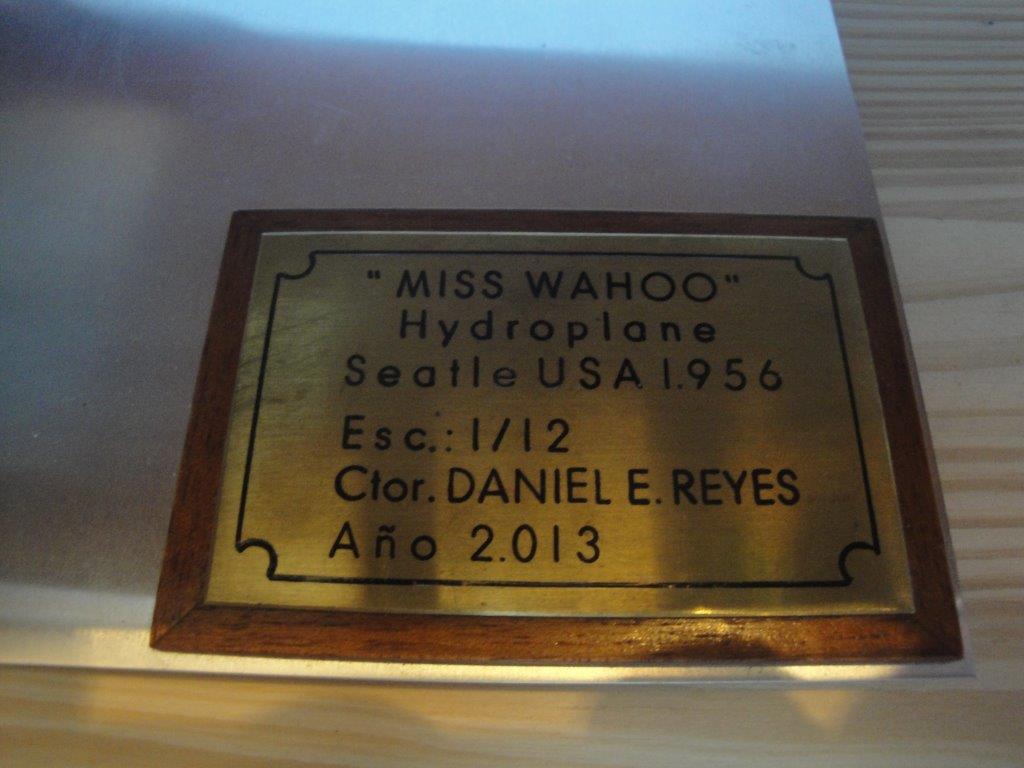 "MISS WAHOO"
Hydroplane
Seatle USA 1.956
Esc.: 1/12
Ctor. DANIEL E. REYES
Año 2.013